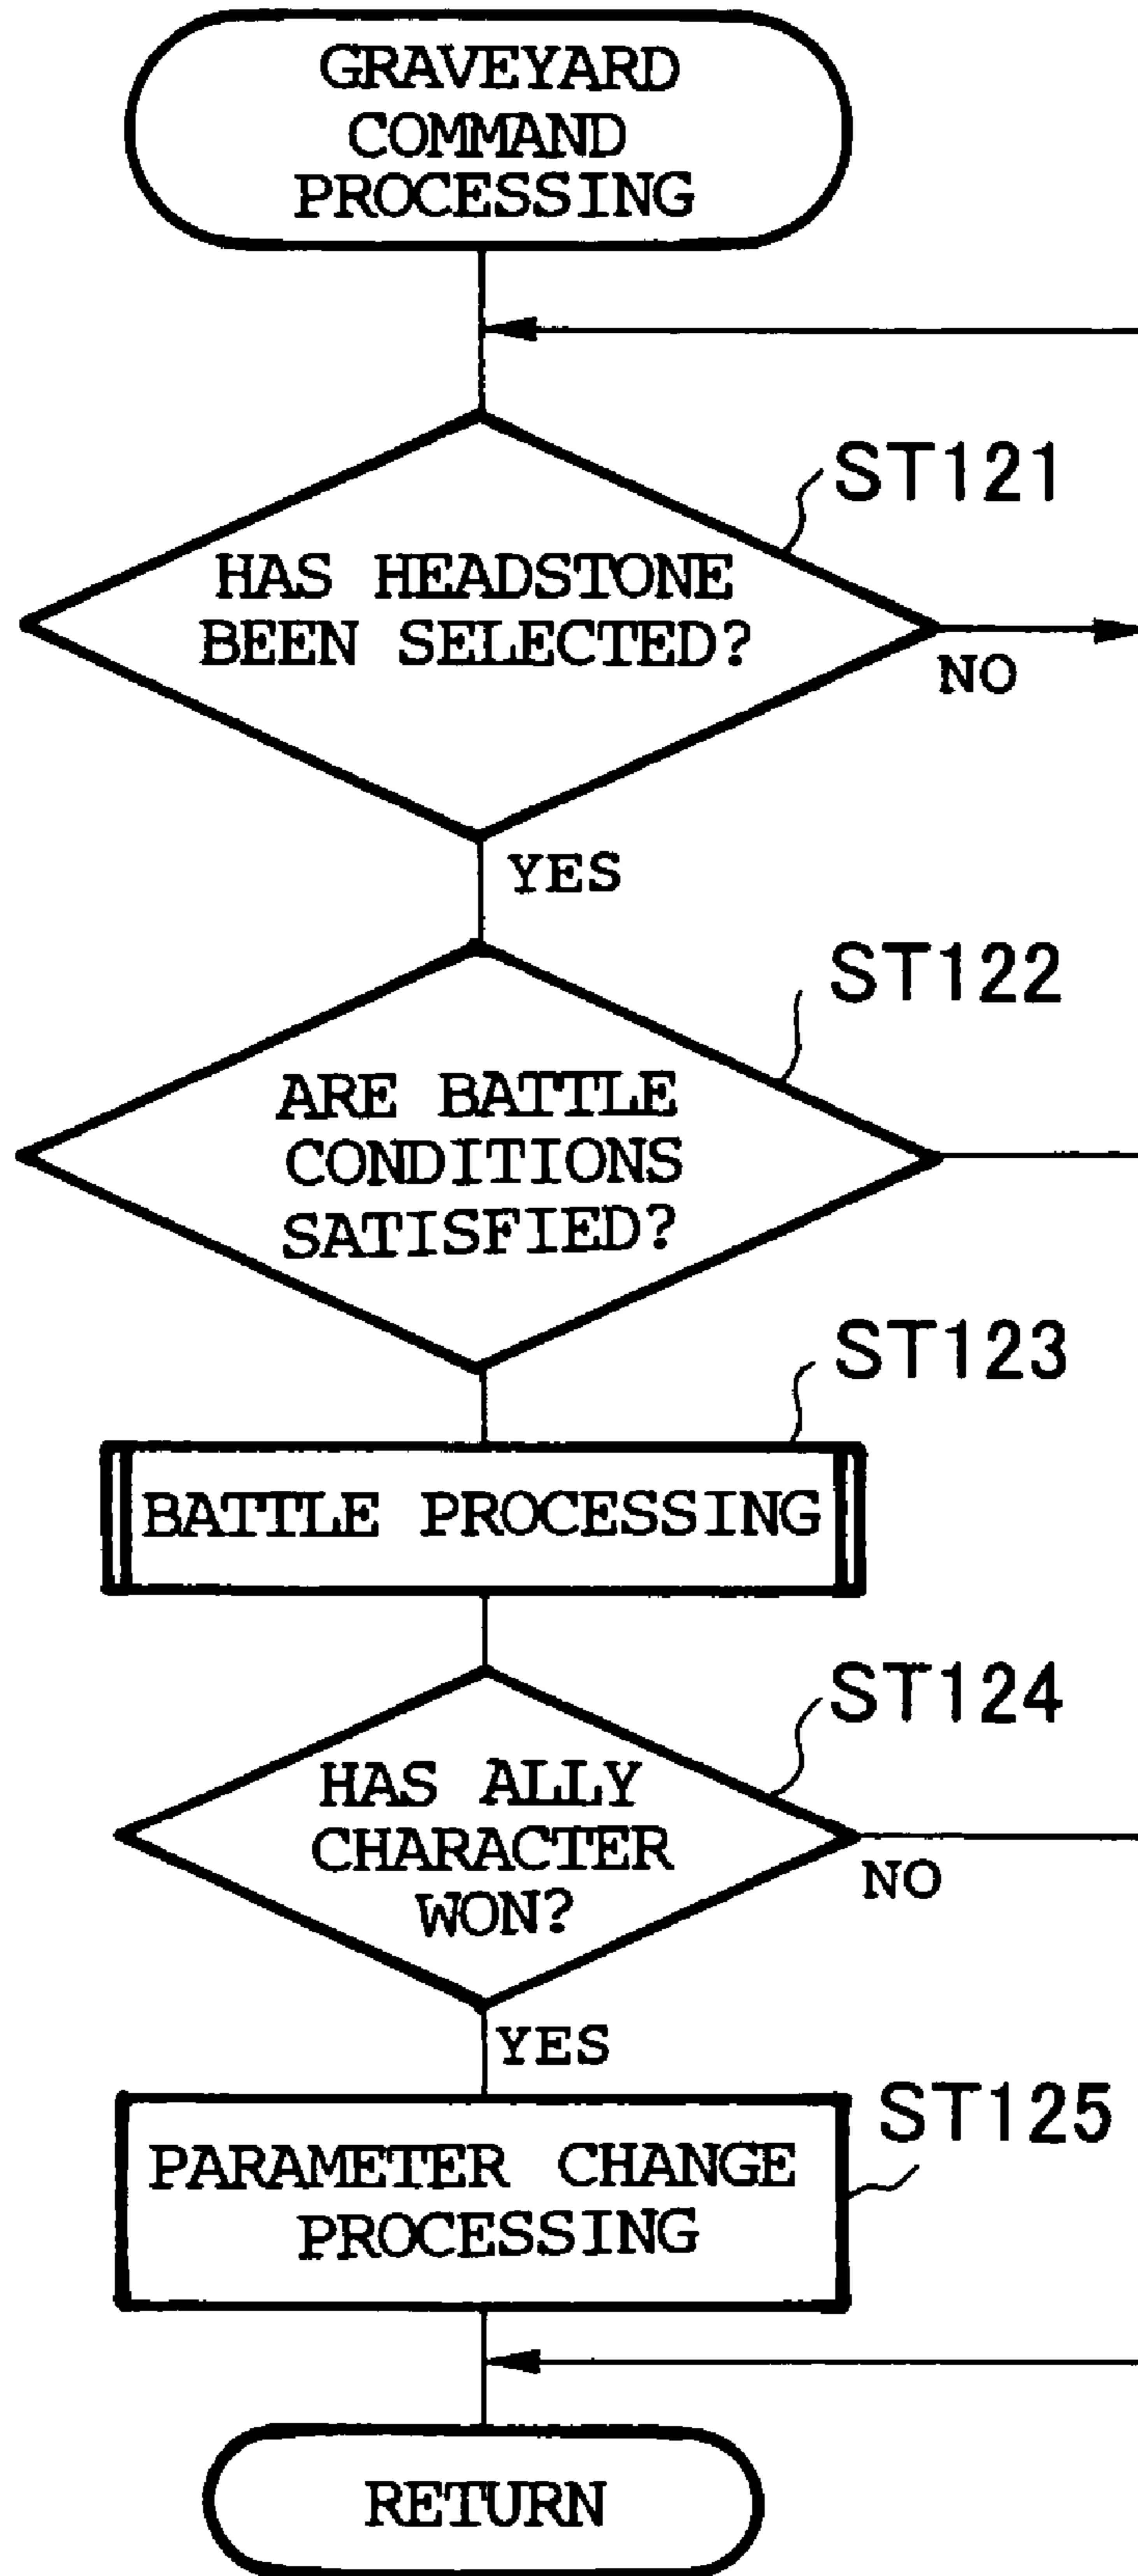 GRAVEYARD
COMMAND
PROCESSING
ST121
HAS HEADSTONE
BEEN SELECTED?
NO
YES
ST122
ARE BATTLE
CONDITIONS
SATISFIED?
ST123
BATTLE PROCESSING
ST124
HAS ALLY
CHARACTER
WON?
NO
YES
ST125
PARAMETER CHANGE
PROCESSING
RETURN